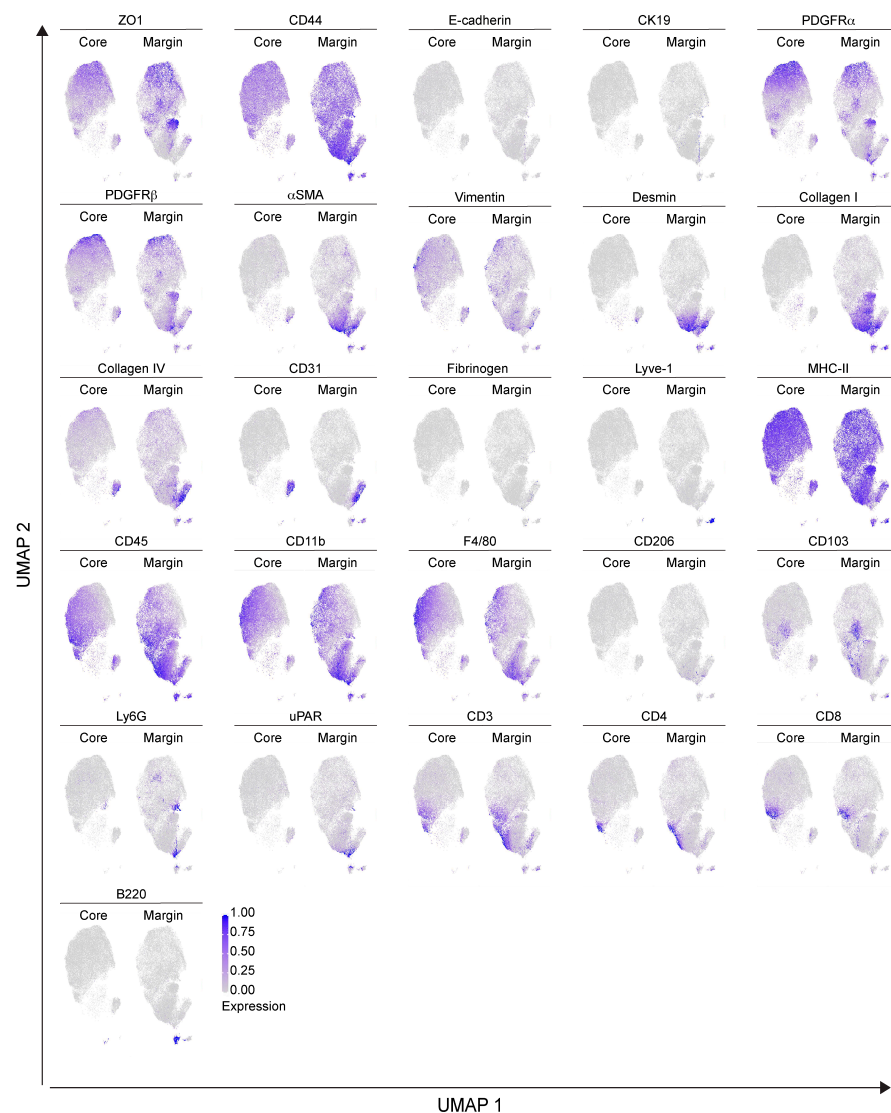 ZO1 CD44 E-cadherin CK19 PDGFRα
Core Margin Core Margin Core Margin Core Margin Core Margin
PDGFRβ αSMA Vimentin Desmin Collagen I
Core Margin Core Margin Core Margin Core Margin Core Margin
Collagen IV CD31 Fibrinogen Lyve-1 MHC-II
Core Margin Core Margin Core Margin Core Margin Core Margin
UMAP 2
CD45 CD11b F4/80 CD206 CD103
Core Margin Core Margin Core Margin Core Margin Core Margin
Ly6G uPAR CD3 CD4 CD8
Core Margin Core Margin Core Margin Core Margin Core Margin
B220
Core Margin
1.00
0.75
0.50
0.25
0.00
Expression
UMAP 1